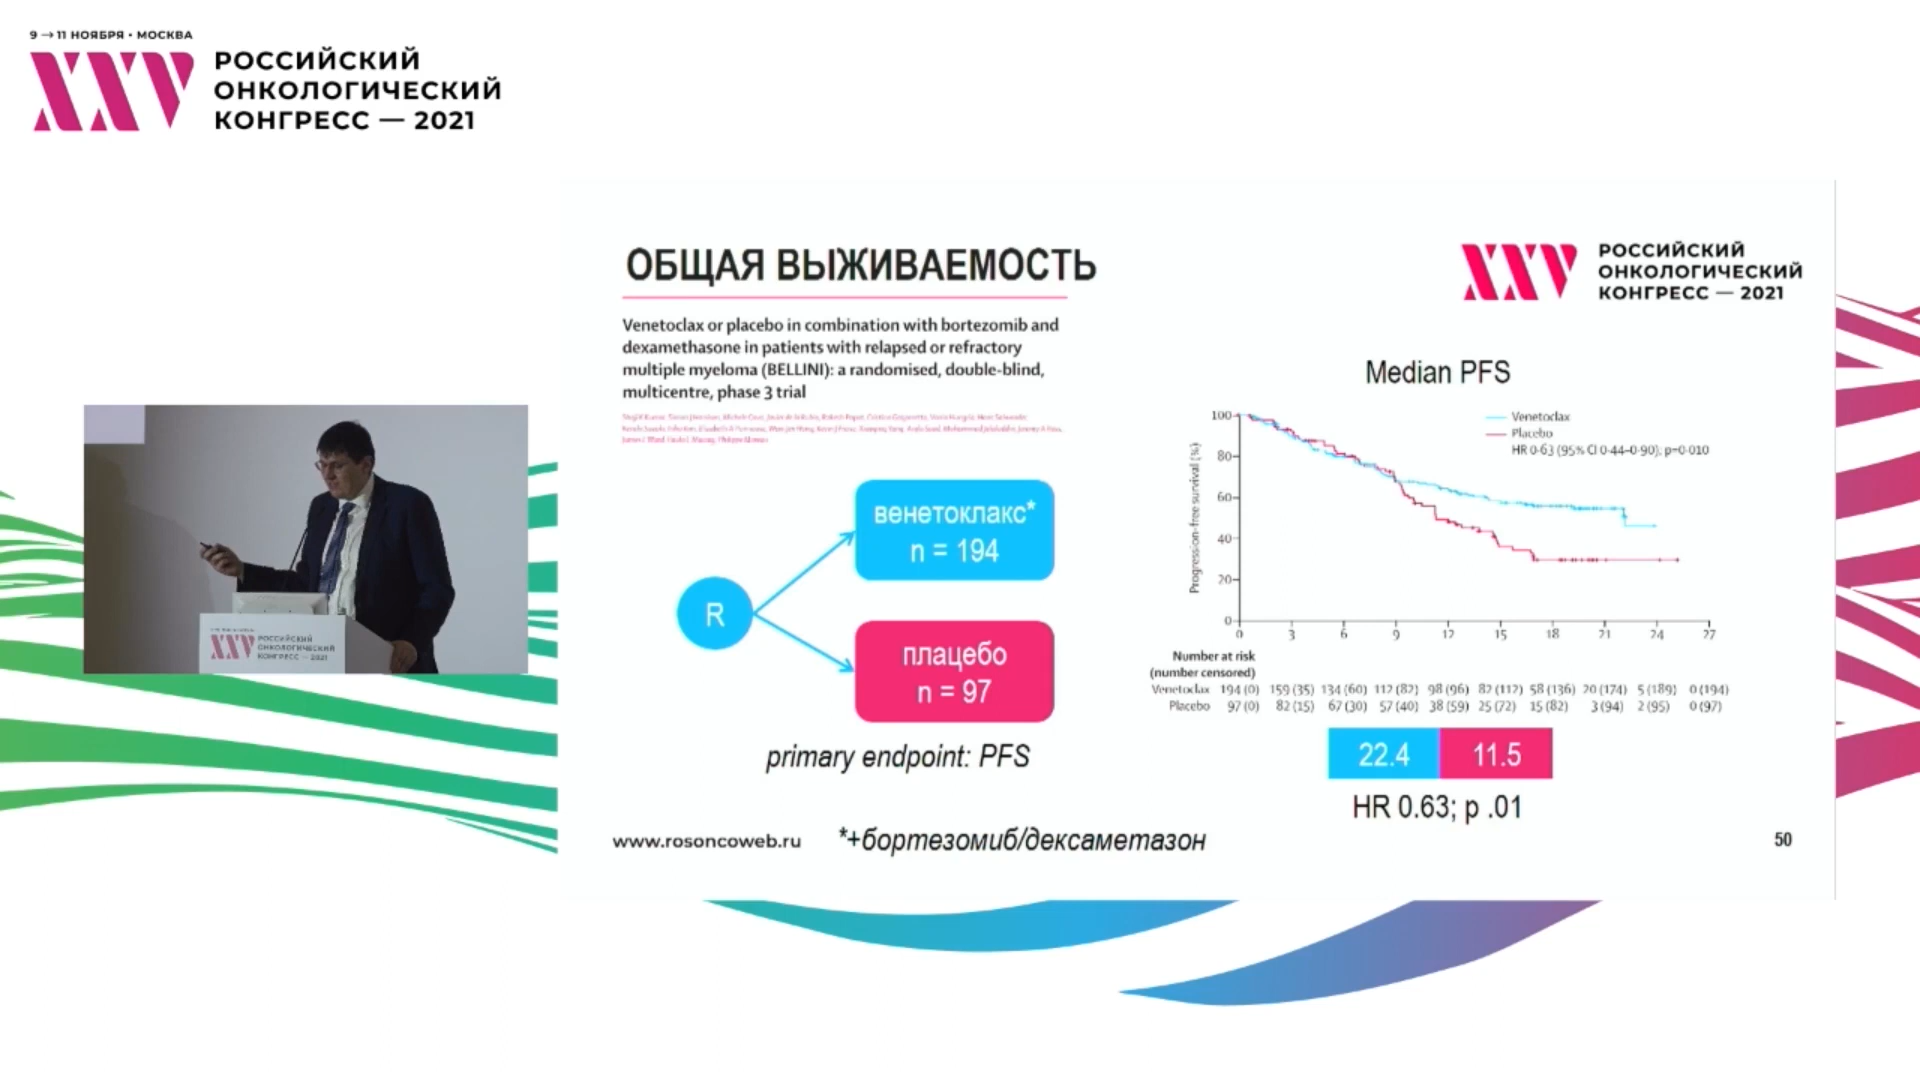 9 → 11 НОЯБРЯ • МОСКВА
XXV
РОССИЙСКИЙ
ОНКОЛОГИЧЕСКИЙ
КОНГРЕСС — 2021
ОБЩАЯ ВЫЖИВАЕМОСТЬ
Venetoclax or placebo in combination with bortezomib and
dexamethasone in patients with relapsed or refractory
multiple myeloma (BELLINI): a randomised, double-blind,
multicentre, phase 3 trial
R
венетоклакс*
n = 194
плацебо
n = 97
primary endpoint: PFS
www.rosoncoweb.ru
*+бортезомиб/дексаметазон
XXV
РОССИЙСКИЙ
ОНКОЛОГИЧЕСКИЙ
КОНГРЕСС — 2021
Median PFS
Venetoclax
Placebo
HR 0·63 (95% CI 0·44–0·90); p=0·010
Progression-free survival (%)
100
80
60
40
20
0
0 3 6 9 12 15 18 21 24 27
Number at risk
(number censored)
Venetoclax 194 (0) 159 (35) 134 (60) 112 (82) 98 (96) 82 (112) 58 (136) 20 (174) 5 (189) 0 (194)
Placebo 97 (0) 82 (15) 67 (30) 57 (40) 38 (59) 25 (72) 15 (82) 3 (94) 2 (95) 0 (97)
22.4 11.5
HR 0.63; p .01
50
XXV
РОССИЙСКИЙ
ОНКОЛОГИЧЕСКИЙ
КОНГРЕСС — 2021